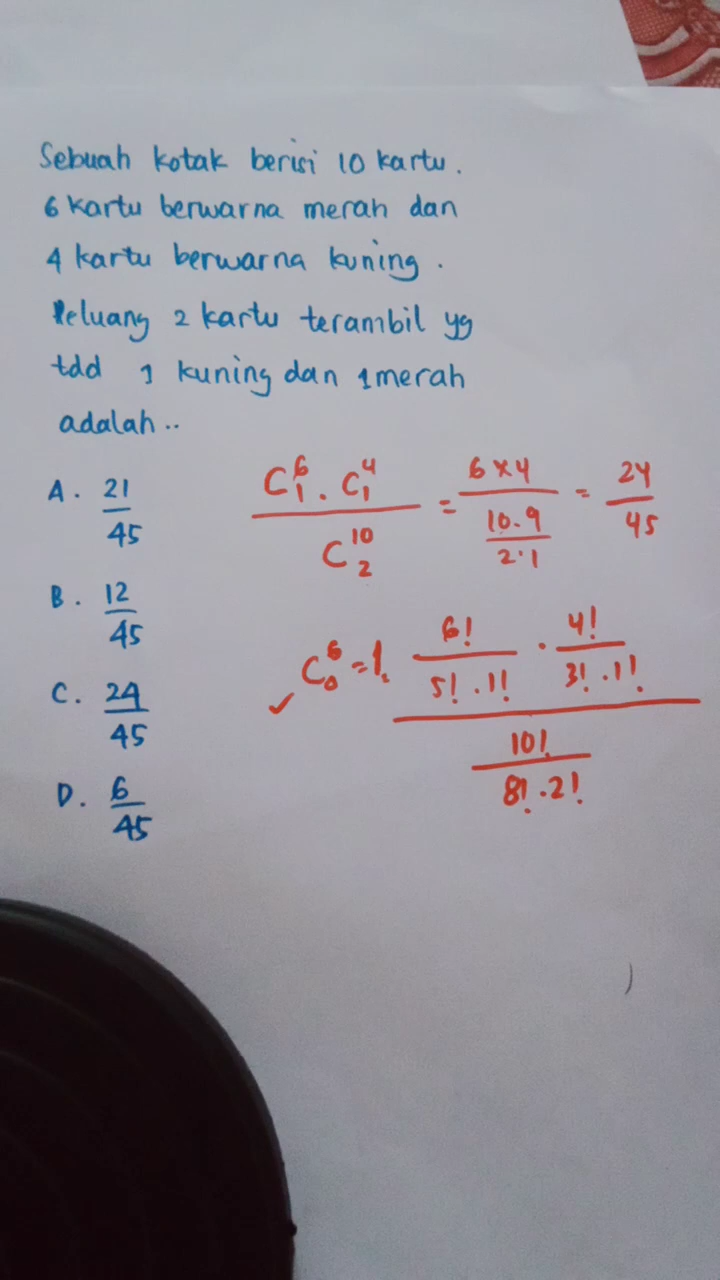 Sebuah kotak berisi 10 kartu.
6 kartu berwarna merah dan
4 kartu berwarna kuning.
Peluang 2 kartu terambil yg
tdd 1 kuning dan 1 merah
adalah..
A. 21/45
B. 12/45
C. 24/45
D. 6/45
C₁⁶ . C₁⁴ / C₂¹⁰ = 6 x 4 / (10.9 / 2.1) = 24/45
✓ C₀⁶ = 1. (6! / 5! . 1!) . (4! / 3! . 1!) / (10! / 8! . 2!)